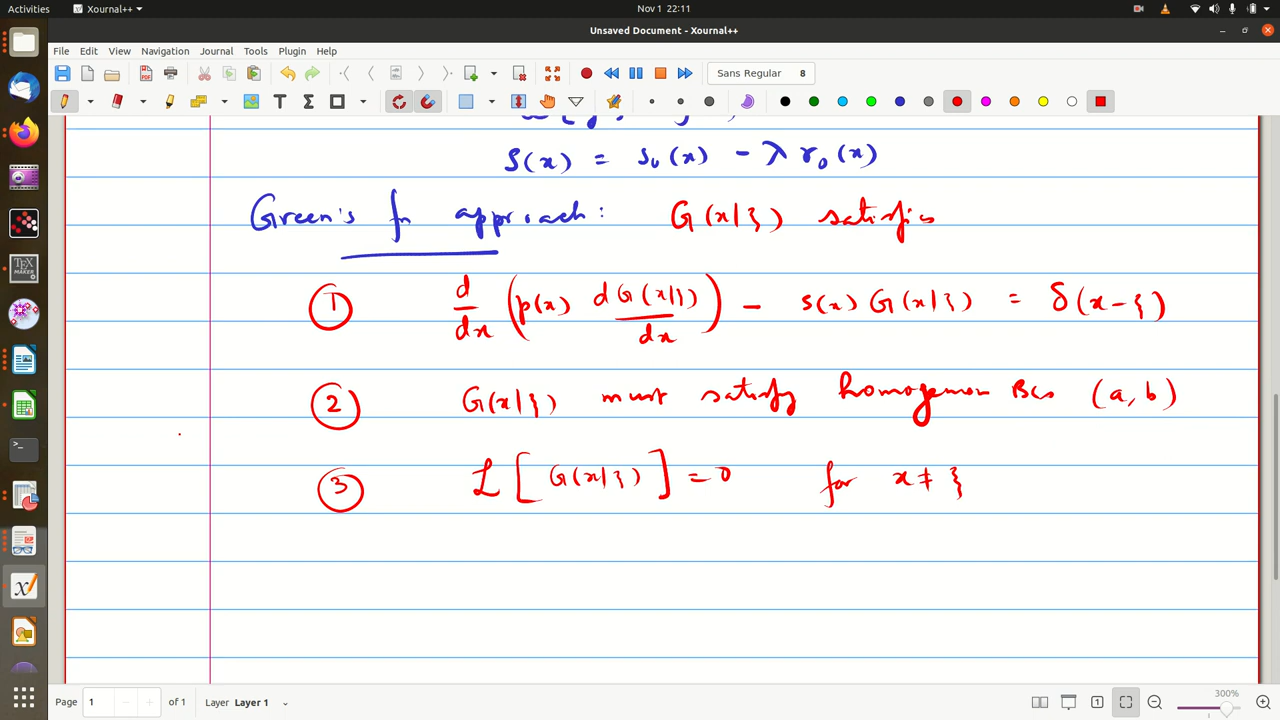 Activities Xournal++ Nov 1 22:11
Unsaved Document - Xournal++
File Edit View Navigation Journal Tools Plugin Help
Sans Regular 8
S(x) = s₀(x) - λ r₀(x)
Green's fn approach: G(x|ξ) satisfies
① d/dx (p(x) dG(x|ξ)/dx) - s(x) G(x|ξ) = δ(x-ξ)
② G(x|ξ) must satisfy homogenous BCs (a, b)
③ L[G(x|ξ)] = 0 for x ≠ ξ
Page 1 of 1 Layer Layer 1 300%